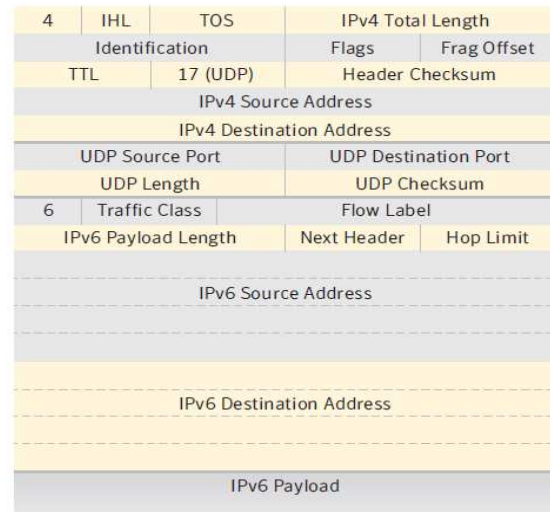 4 IHL TOS IPv4 Total Length
Identification Flags Frag Offset
TTL 17 (UDP) Header Checksum
IPv4 Source Address
IPv4 Destination Address
UDP Source Port UDP Destination Port
UDP Length UDP Checksum
6 Traffic Class Flow Label
IPv6 Payload Length Next Header Hop Limit
IPv6 Source Address
IPv6 Destination Address
IPv6 Payload